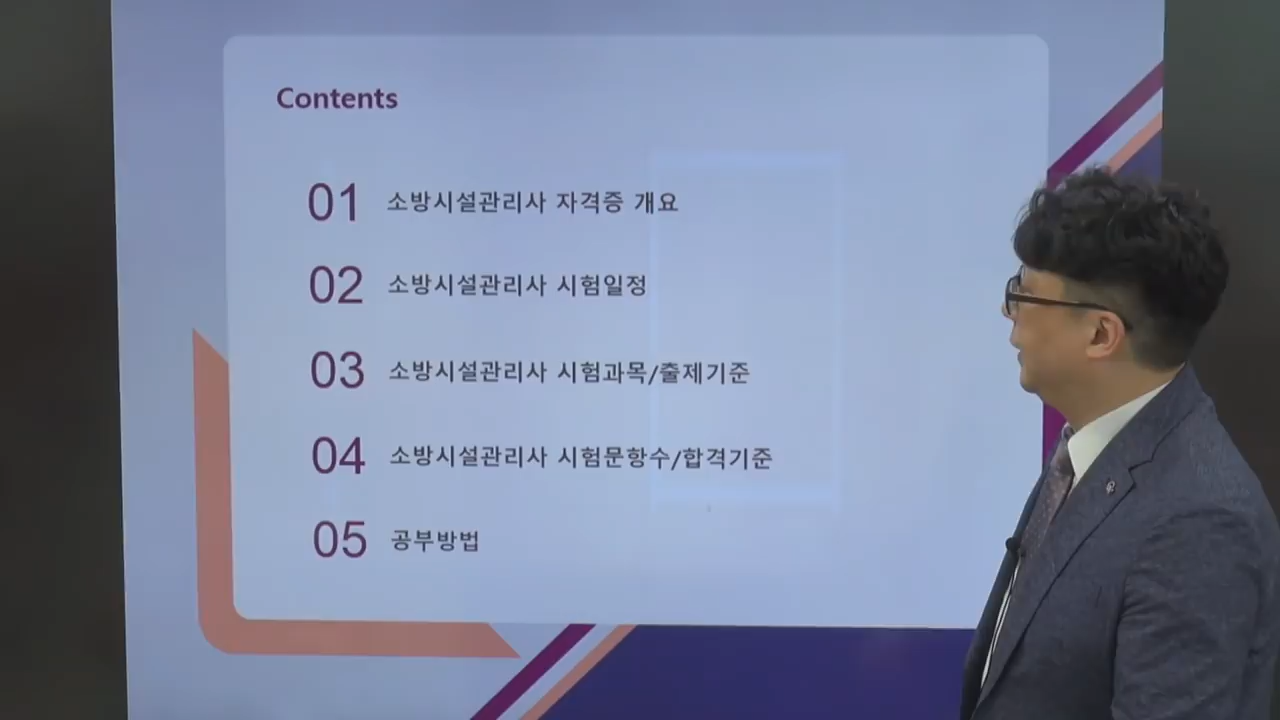 Contents
01 소방시설관리사 자격증 개요
02 소방시설관리사 시험일정
03 소방시설관리사 시험과목/출제기준
04 소방시설관리사 시험문항수/합격기준
05 공부방법